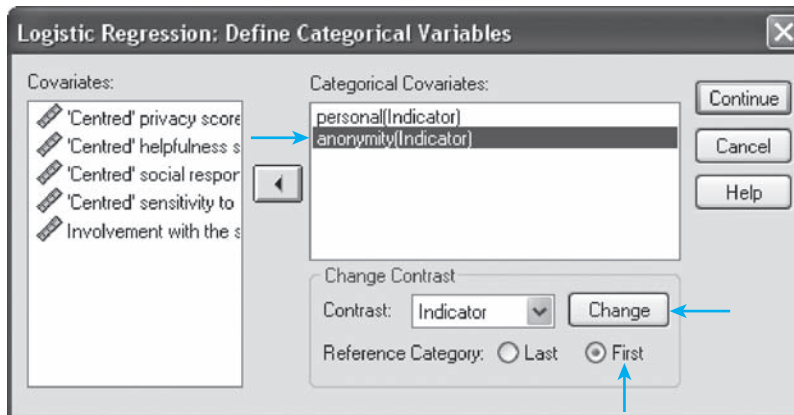 Logistic Regression: Define Categorical Variables
Covariates:
'Centred' privacy score
'Centred' helpfulness s
'Centred' social respor
'Centred' sensitivity to
Involvement with the s
Categorical Covariates:
personal(Indicator)
anonymity(Indicator)
Continue
Cancel
Help
Change Contrast
Contrast: Indicator Change
Reference Category: Last First